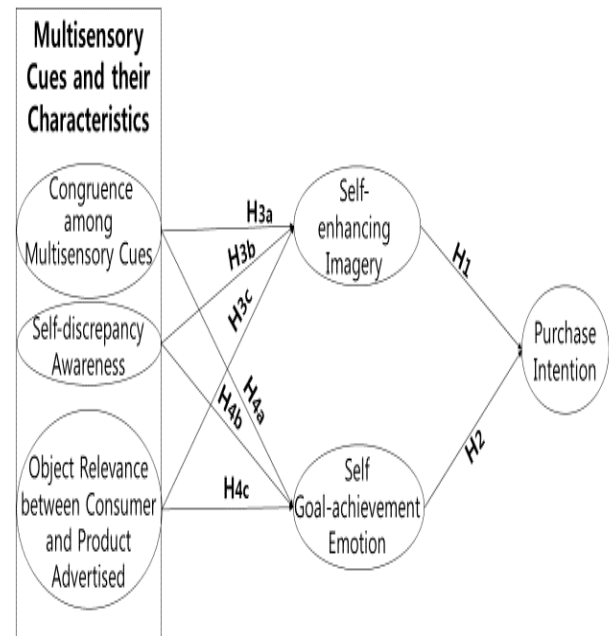 Multisensory
Cues and their
Characteristics
Congruence
among
Multisensory Cues
Self-discrepancy
Awareness
Object Relevance
between Consumer
and Product
Advertised
H3a
H3b
H3c
H4a
H4b
H4c
Self-
enhancing
Imagery
Self
Goal-achievement
Emotion
H1
H2
Purchase
Intention